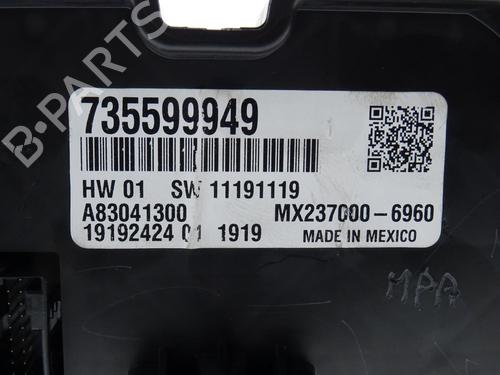 B-PARTS
735599949
HW 01 SW 11191119
A83041300 MX237000-6960
19192424 01 1919 MADE IN MEXICO
MPA